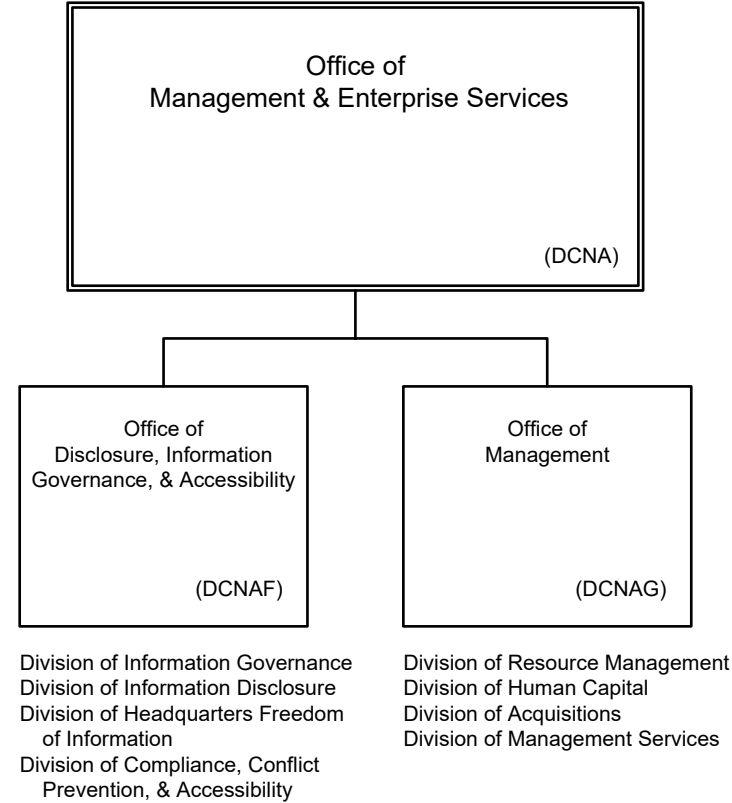 Office of
Management & Enterprise Services
(DCNA)
Office of
Disclosure, Information
Governance, & Accessibility
(DCNAF)
Division of Information Governance
Division of Information Disclosure
Division of Headquarters Freedom
of Information
Division of Compliance, Conflict
Prevention, & Accessibility
Office of
Management
(DCNAG)
Division of Resource Management
Division of Human Capital
Division of Acquisitions
Division of Management Services